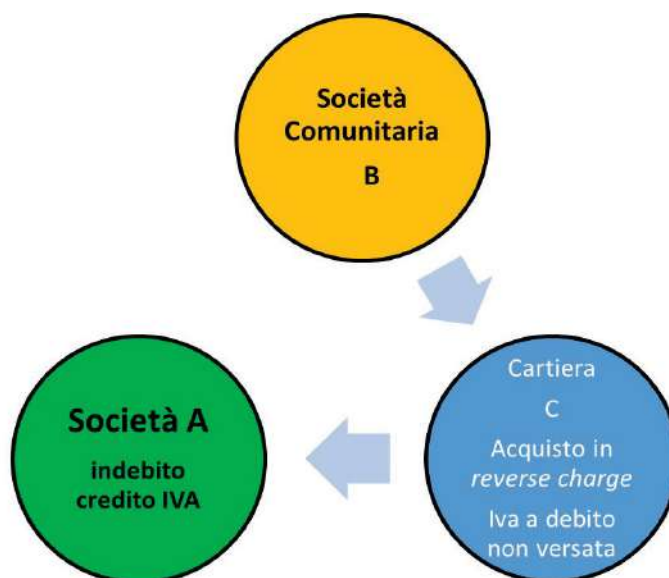 Società
Comunitaria
B
Cartiera
C
Acquisto in
reverse charge
Iva a debito
non versata
Società A
indebito
credito IVA